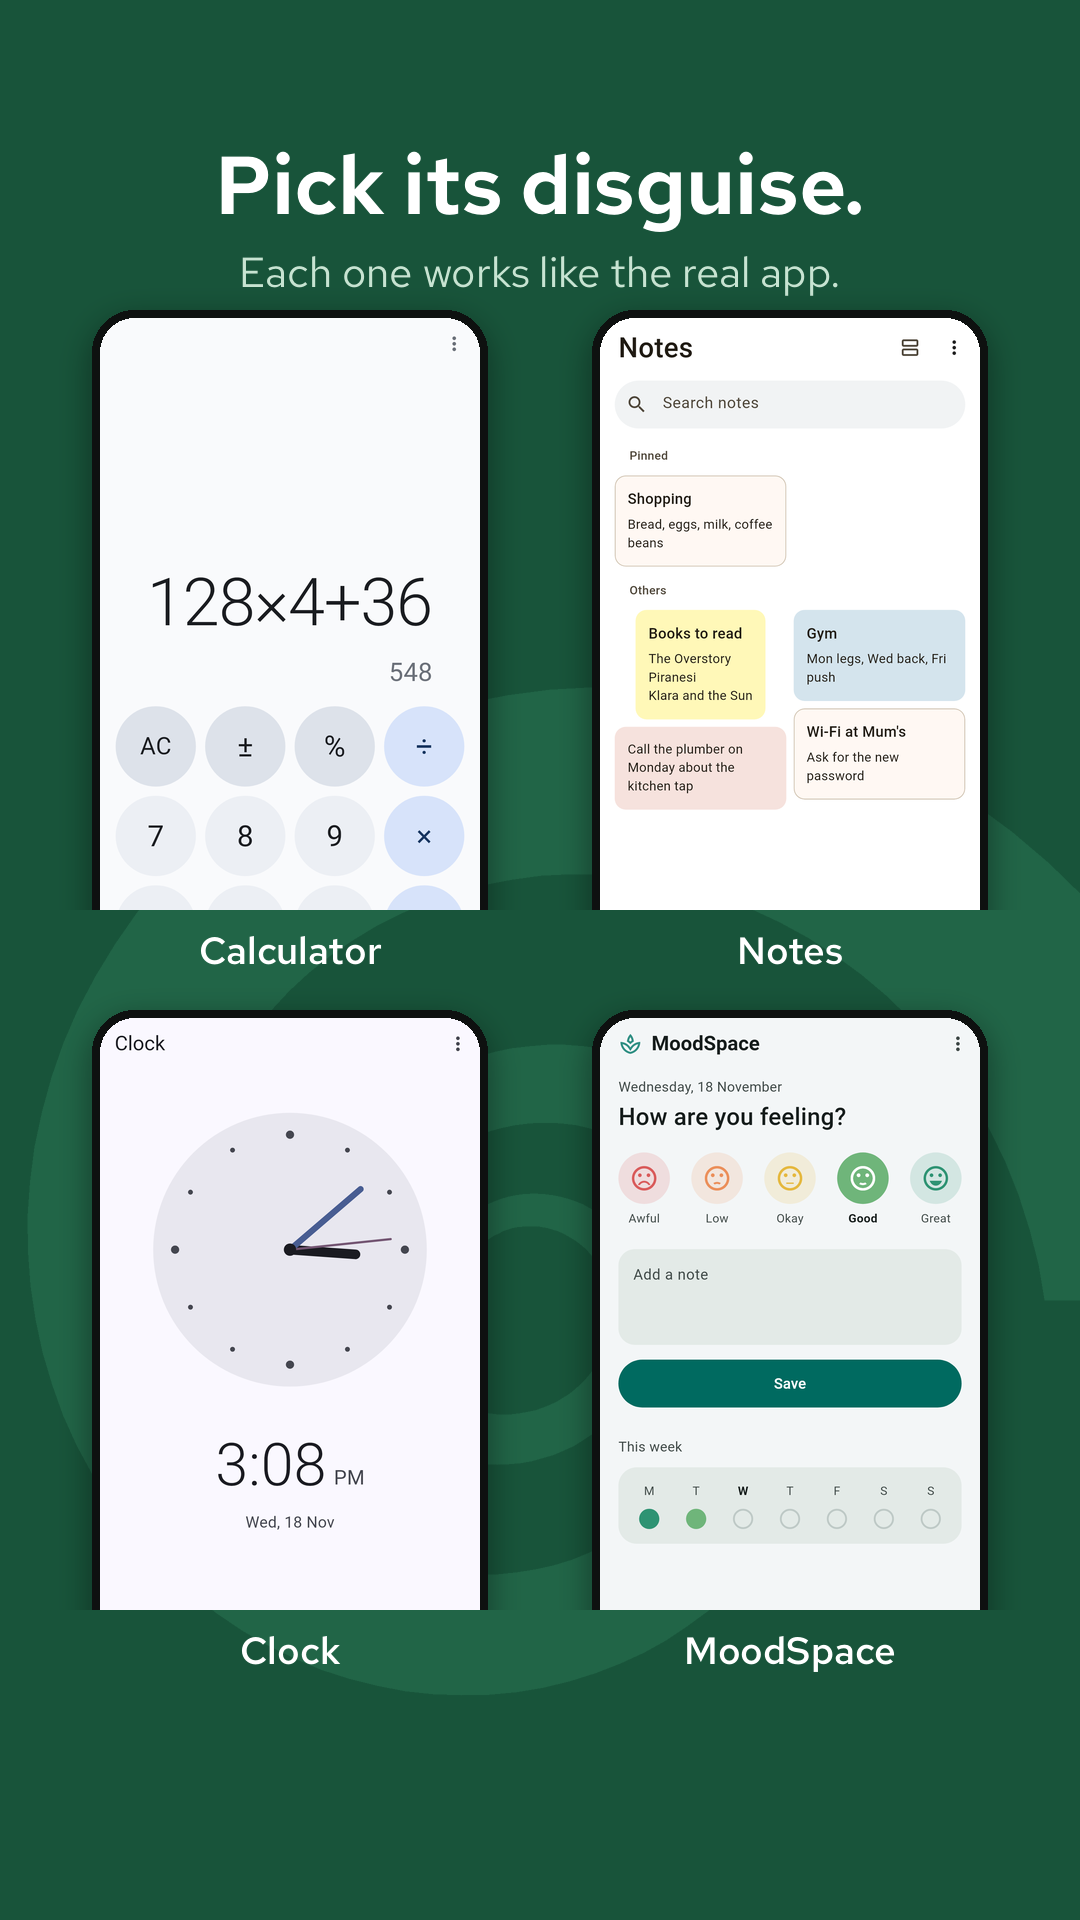 Pick its disguise.
Each one works like the real app.
128×4+36
548
AC ± % ÷
7 8 9 ×
Calculator
Notes
Search notes
Pinned
Shopping
Bread, eggs, milk, coffee
beans
Others
Books to read
The Overstory
Piranesi
Klara and the Sun
Call the plumber on
Monday about the
kitchen tap
Gym
Mon legs, Wed back, Fri
push
Wi-Fi at Mum's
Ask for the new
password
Notes
Clock
3:08 PM
Wed, 18 Nov
Clock
MoodSpace
Wednesday, 18 November
How are you feeling?
Awful Low Okay Good Great
Add a note
Save
This week
M T W T F S S
MoodSpace